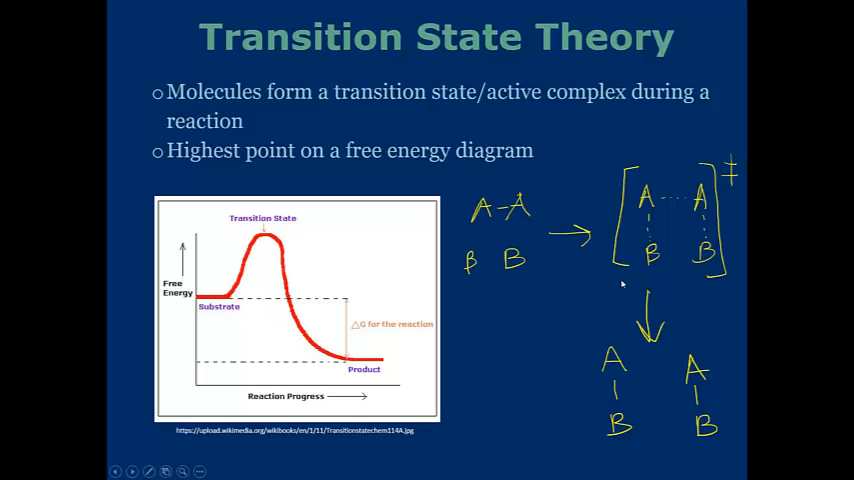 Transition State Theory
Molecules form a transition state/active complex during a
reaction
Highest point on a free energy diagram
Transition State
Free
Energy
Substrate
△G for the reaction
Product
Reaction Progress
https://upload.wikimedia.org/wikibooks/en/1/11/Transitionstatechem114A.jpg
A-A
B B
→
[A---A
B B]‡
A A
B B